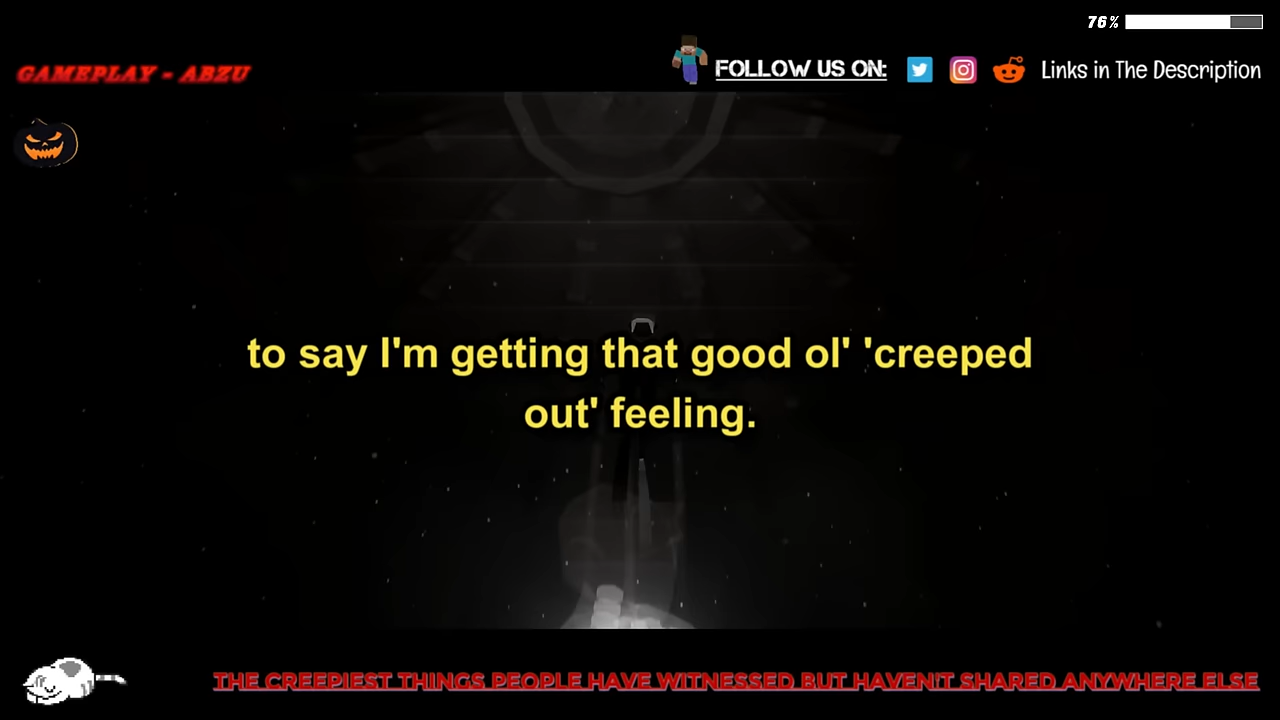 76%
GAMEPLAY - ABZU
FOLLOW US ON: Links in The Description
to say I'm getting that good ol' 'creeped
out' feeling.
THE CREEPIEST THINGS PEOPLE HAVE WITNESSED BUT HAVEN'T SHARED ANYWHERE ELSE